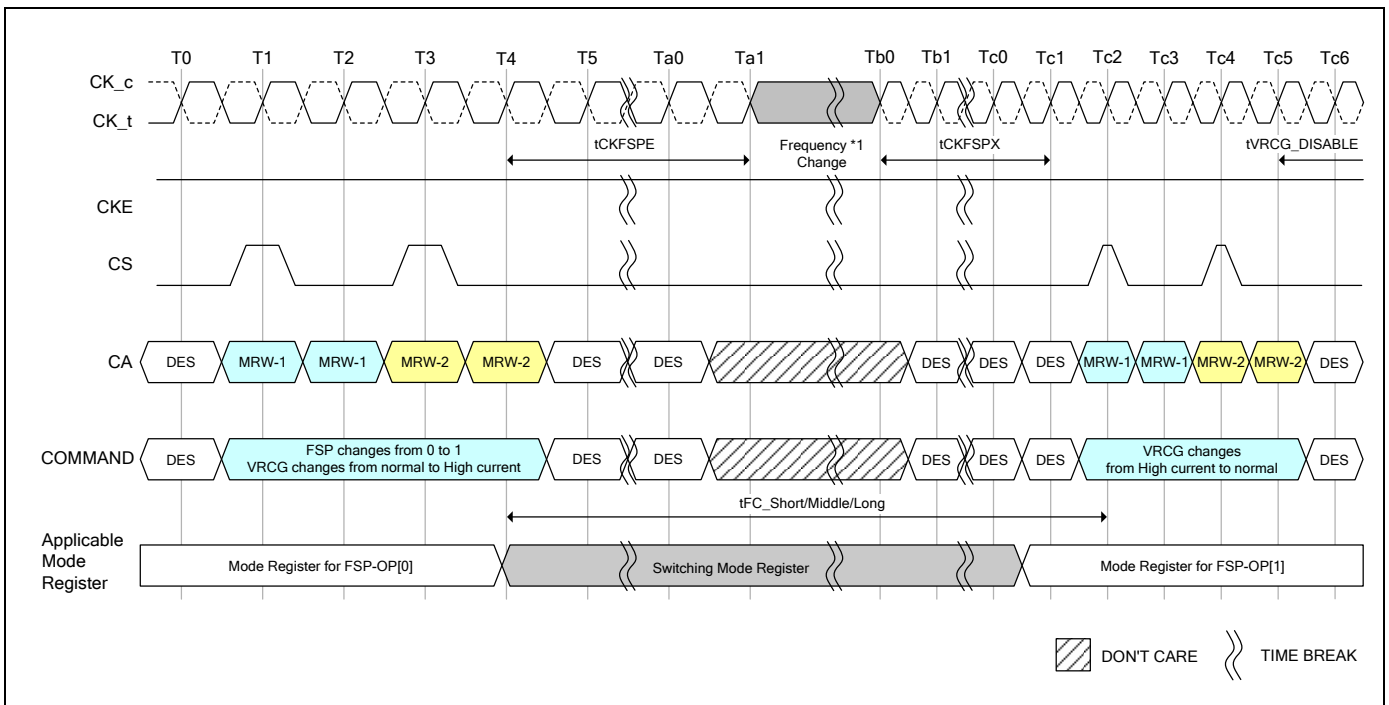 T0 T1 T2 T3 T4 T5 Ta0 Ta1 Tb0 Tb1 Tc0 Tc1 Tc2 Tc3 Tc4 Tc5 Tc6
CK_c
CK_t
tCKFSPE
Frequency *1
Change
tCKFSPX
tVRCG_DISABLE
CKE
CS
CA
DES MRW-1 MRW-1 MRW-2 MRW-2 DES DES DES DES DES MRW-1 MRW-1 MRW-2 MRW-2 DES
COMMAND
DES
FSP changes from 0 to 1
VRCG changes from normal to High current
DES DES DES DES DES
VRCG changes
from High current to normal
DES
tFC_Short/Middle/Long
Applicable
Mode
Register
Mode Register for FSP-OP[0]
Switching Mode Register
Mode Register for FSP-OP[1]
DON'T CARE
TIME BREAK